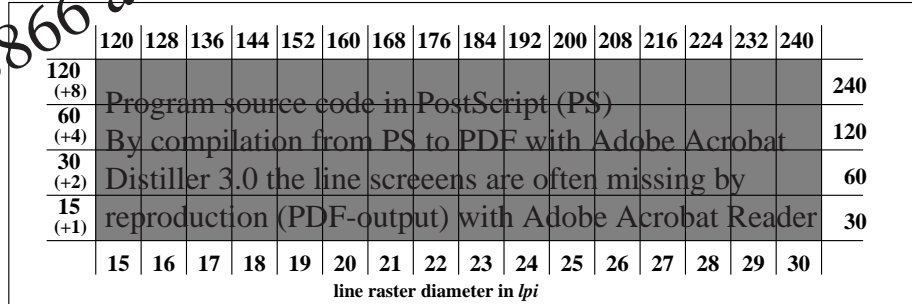 866
120 128 136 144 152 160 168 176 184 192 200 208 216 224 232 240
120
(+8)
240
Program source code in PostScript (PS)
60
(+4)
120
By compilation from PS to PDF with Adobe Acrobat
30
(+2)
60
Distiller 3.0 the line screeens are often missing by
15
(+1)
30
reproduction (PDF-output) with Adobe Acrobat Reader
15 16 17 18 19 20 21 22 23 24 25 26 27 28 29 30
line raster diameter in lpi